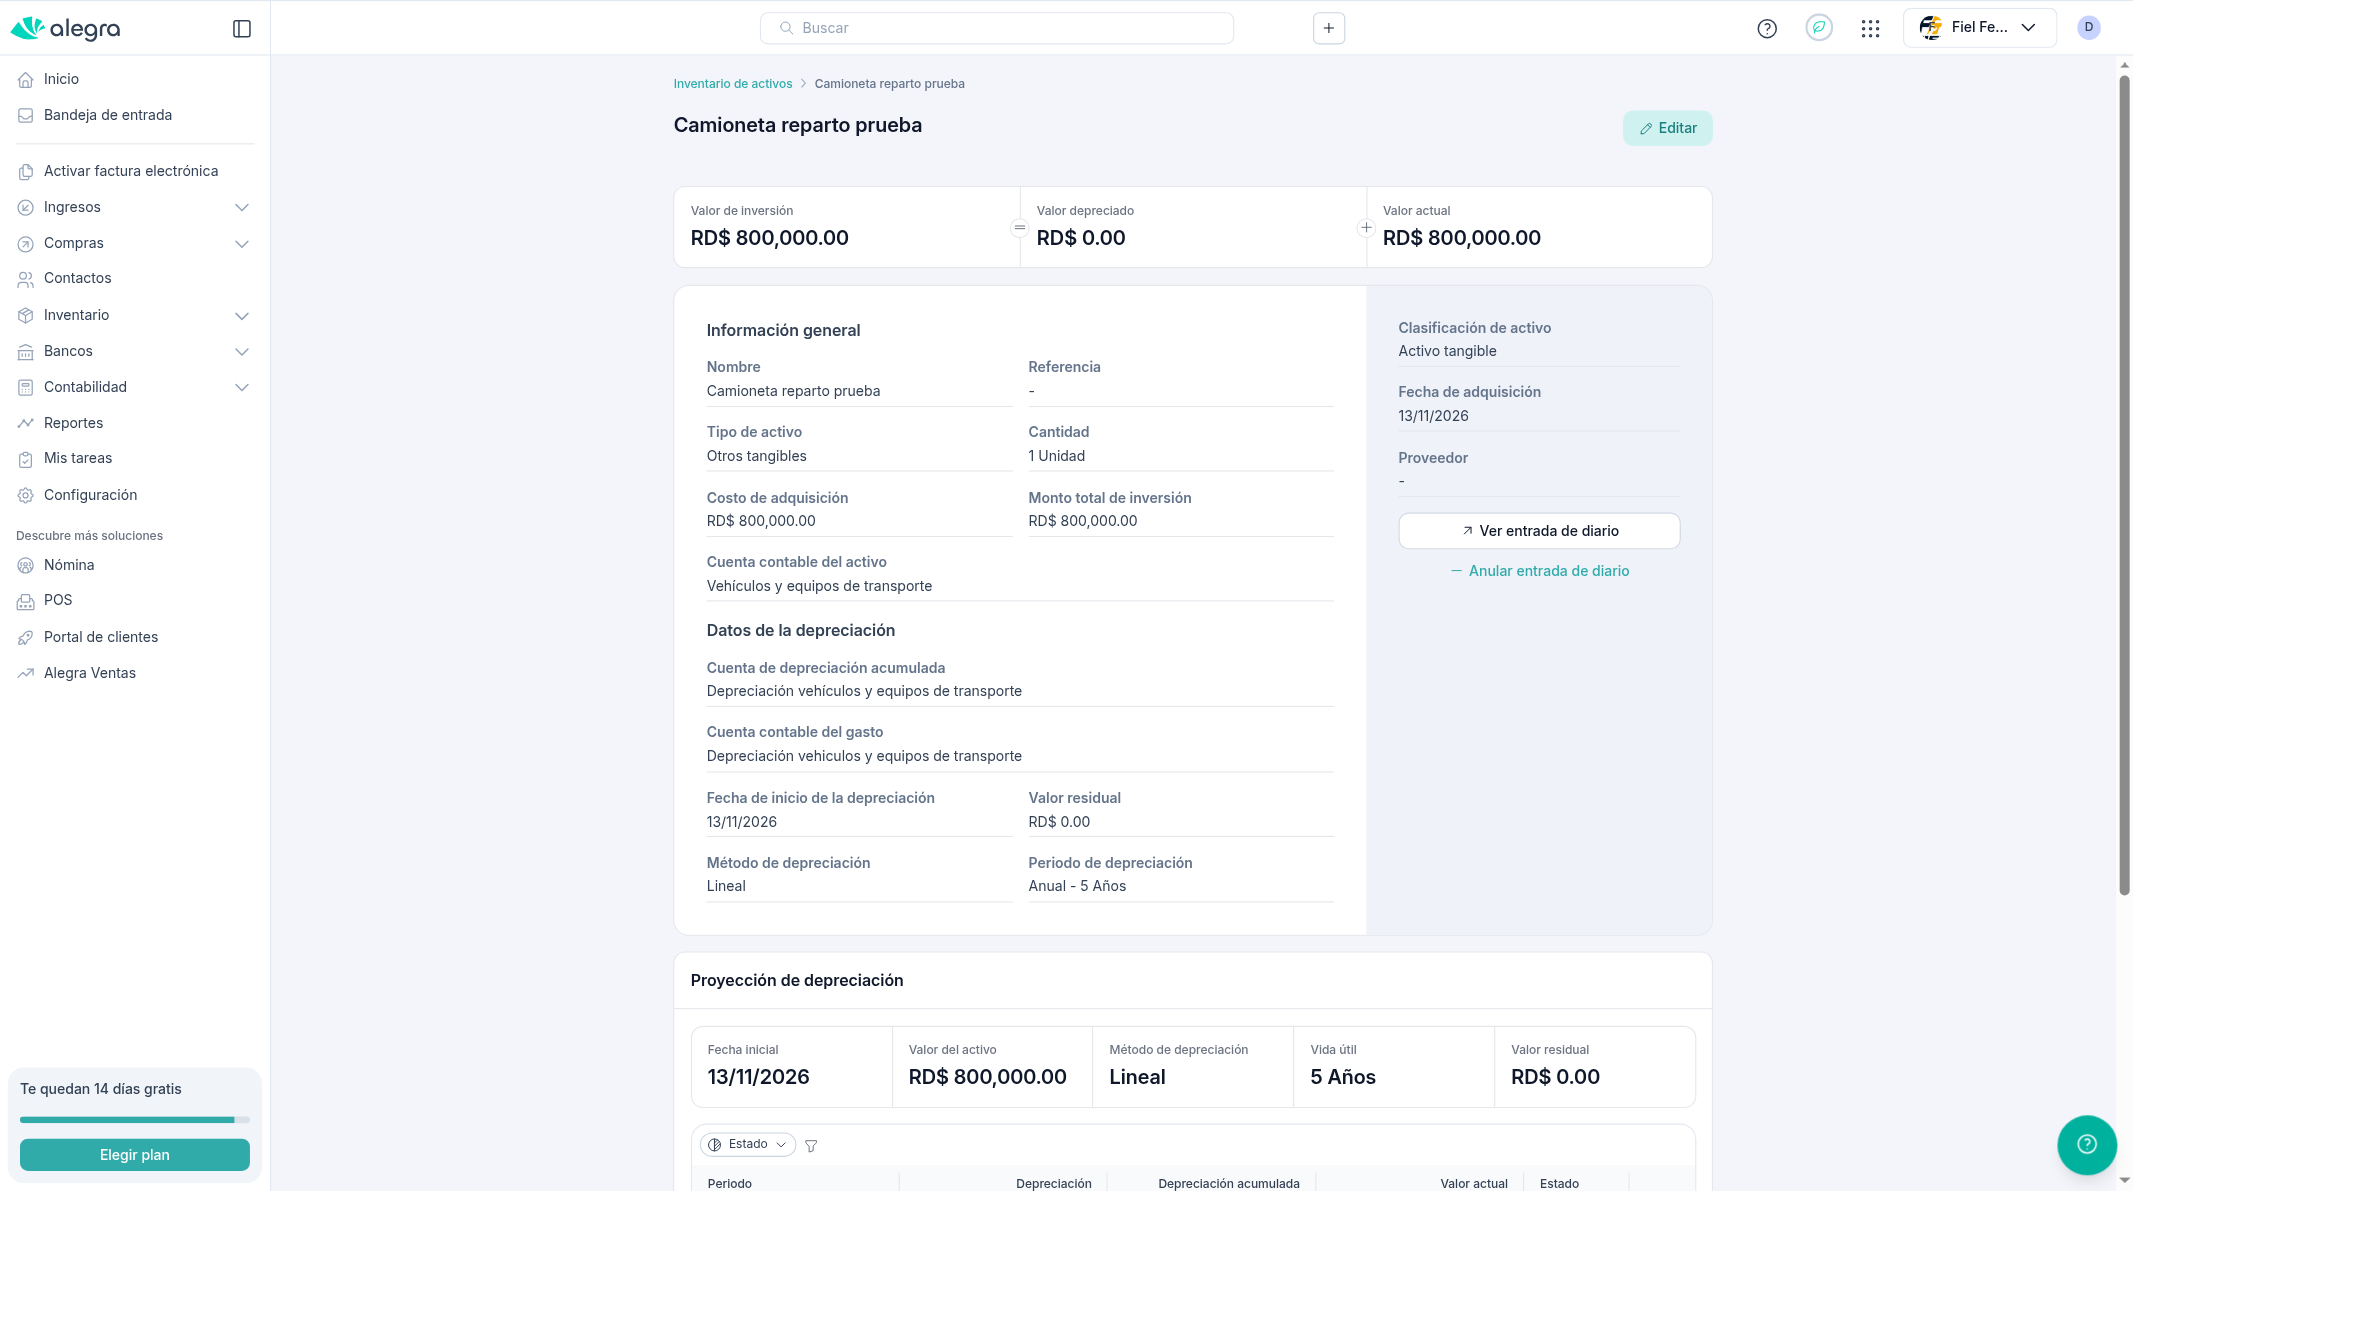 alegra
Buscar
Fiel Fe...
D
Inicio
Bandeja de entrada
Activar factura electrónica
Ingresos
Compras
Contactos
Inventario
Bancos
Contabilidad
Reportes
Mis tareas
Configuración
Descubre más soluciones
Nómina
POS
Portal de clientes
Alegra Ventas
Te quedan 14 días gratis
Elegir plan
Inventario de activos > Camioneta reparto prueba
Camioneta reparto prueba
Editar
Valor de inversión
RD$ 800,000.00
=
Valor depreciado
RD$ 0.00
+
Valor actual
RD$ 800,000.00
Información general
Nombre
Camioneta reparto prueba
Referencia
-
Tipo de activo
Otros tangibles
Cantidad
1 Unidad
Costo de adquisición
RD$ 800,000.00
Monto total de inversión
RD$ 800,000.00
Cuenta contable del activo
Vehículos y equipos de transporte
Datos de la depreciación
Cuenta de depreciación acumulada
Depreciación vehículos y equipos de transporte
Cuenta contable del gasto
Depreciación vehiculos y equipos de transporte
Fecha de inicio de la depreciación
13/11/2026
Valor residual
RD$ 0.00
Método de depreciación
Lineal
Periodo de depreciación
Anual - 5 Años
Clasificación de activo
Activo tangible
Fecha de adquisición
13/11/2026
Proveedor
-
Ver entrada de diario
Anular entrada de diario
Proyección de depreciación
Fecha inicial
13/11/2026
Valor del activo
RD$ 800,000.00
Método de depreciación
Lineal
Vida útil
5 Años
Valor residual
RD$ 0.00
Estado
Periodo Depreciación Depreciación acumulada Valor actual Estado